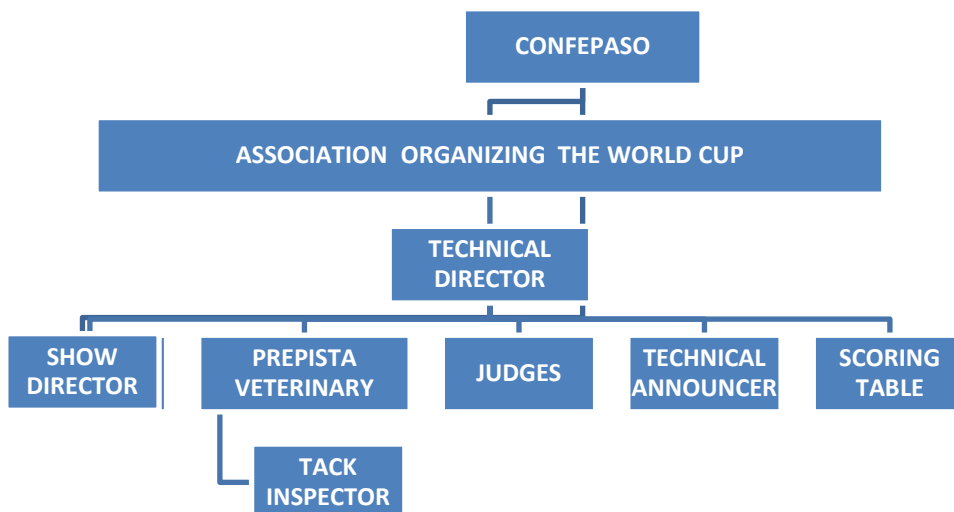 CONFEPASO
ASSOCIATION ORGANIZING THE WORLD CUP
TECHNICAL
DIRECTOR
SHOW
DIRECTOR
PREPISTA
VETERINARY
JUDGES
TECHNICAL
ANNOUNCER
SCORING
TABLE
TACK
INSPECTOR